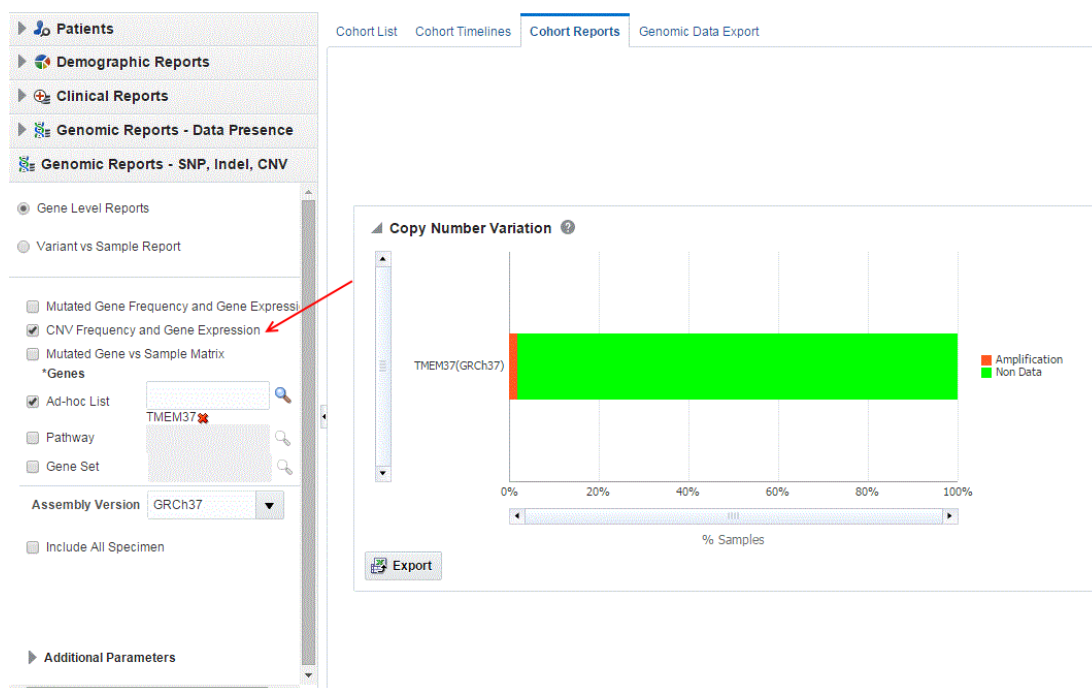 Patients
Demographic Reports
Clinical Reports
Genomic Reports - Data Presence
Genomic Reports - SNP, Indel, CNV
Gene Level Reports
Variant vs Sample Report
Mutated Gene Frequency and Gene Expressi
CNV Frequency and Gene Expression
Mutated Gene vs Sample Matrix
*Genes
Ad-hoc List
TMEM37
Pathway
Gene Set
Assembly Version GRCh37
Include All Specimen
Additional Parameters
Cohort List Cohort Timelines Cohort Reports Genomic Data Export
Copy Number Variation ?
TMEM37(GRCh37)
Amplification
Non Data
0% 20% 40% 60% 80% 100%
% Samples
Export